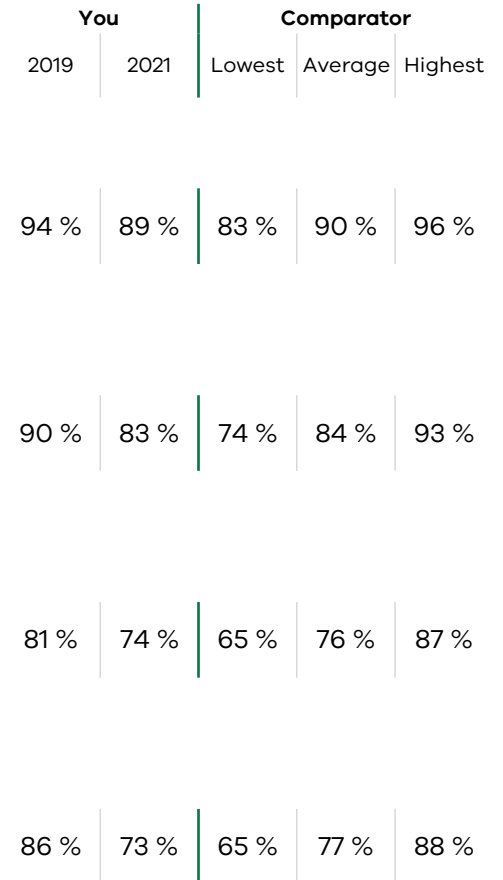 You Comparator
2019 2021 Lowest Average Highest
94 % 89 % 83 % 90 % 96 %
90 % 83 % 74 % 84 % 93 %
81 % 74 % 65 % 76 % 87 %
86 % 73 % 65 % 77 % 88 %